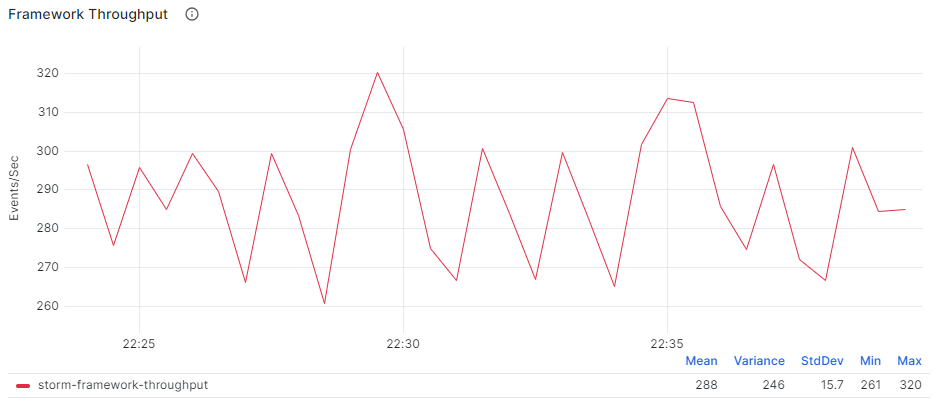 Framework Throughput
Events/Sec
320
310
300
290
280
270
260
22:25 22:30 22:35
Mean Variance StdDev Min Max
storm-framework-throughput 288 246 15.7 261 320